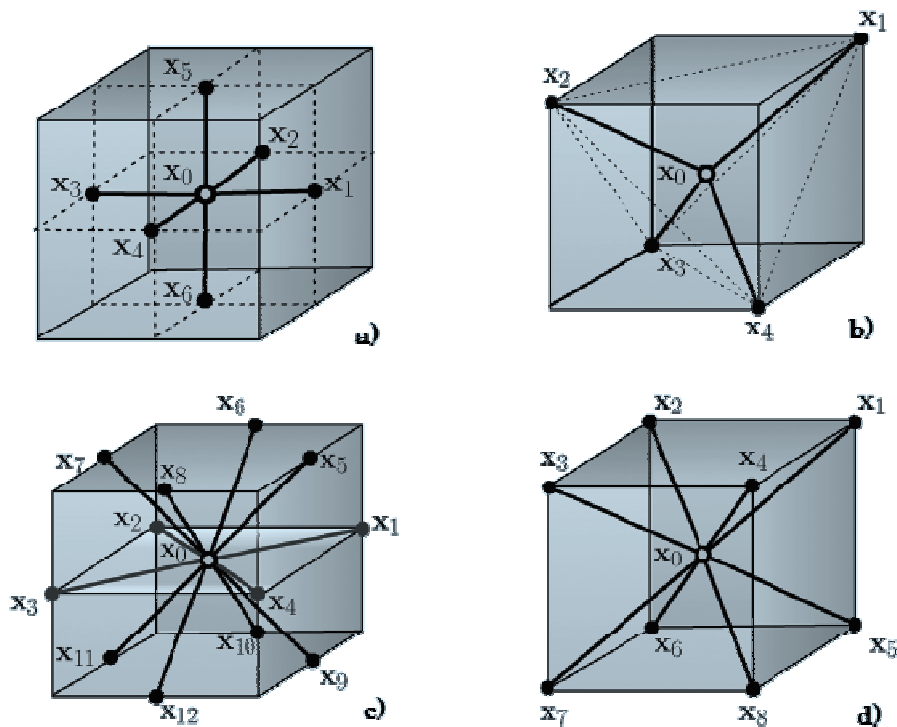 x₅
x₂
x₃ x₀ x₁
x₄
x₆
a)
x₁
x₂
x₀
x₃
x₄ b)
x₆
x₇ x₈ x₅
x₂ x₁
x₀
x₃ x₄
x₁₁ x₁₀ x₉
x₁₂ c)
x₂ x₁
x₃ x₄
x₀
x₆ x₅
x₇ x₈ d)